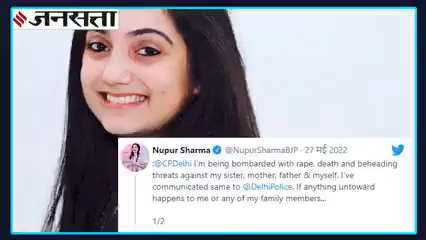 जनसत्ता
Nupur Sharma @NupurSharmaBJP · 27 मई 2022
:@CPDelhi I'm being bombarded with rape, death and beheading
threats against my sister, mother, father & myself. I've
communicated same to @DelhiPolice. If anything untoward
happens to me or any of my family members...
1/2